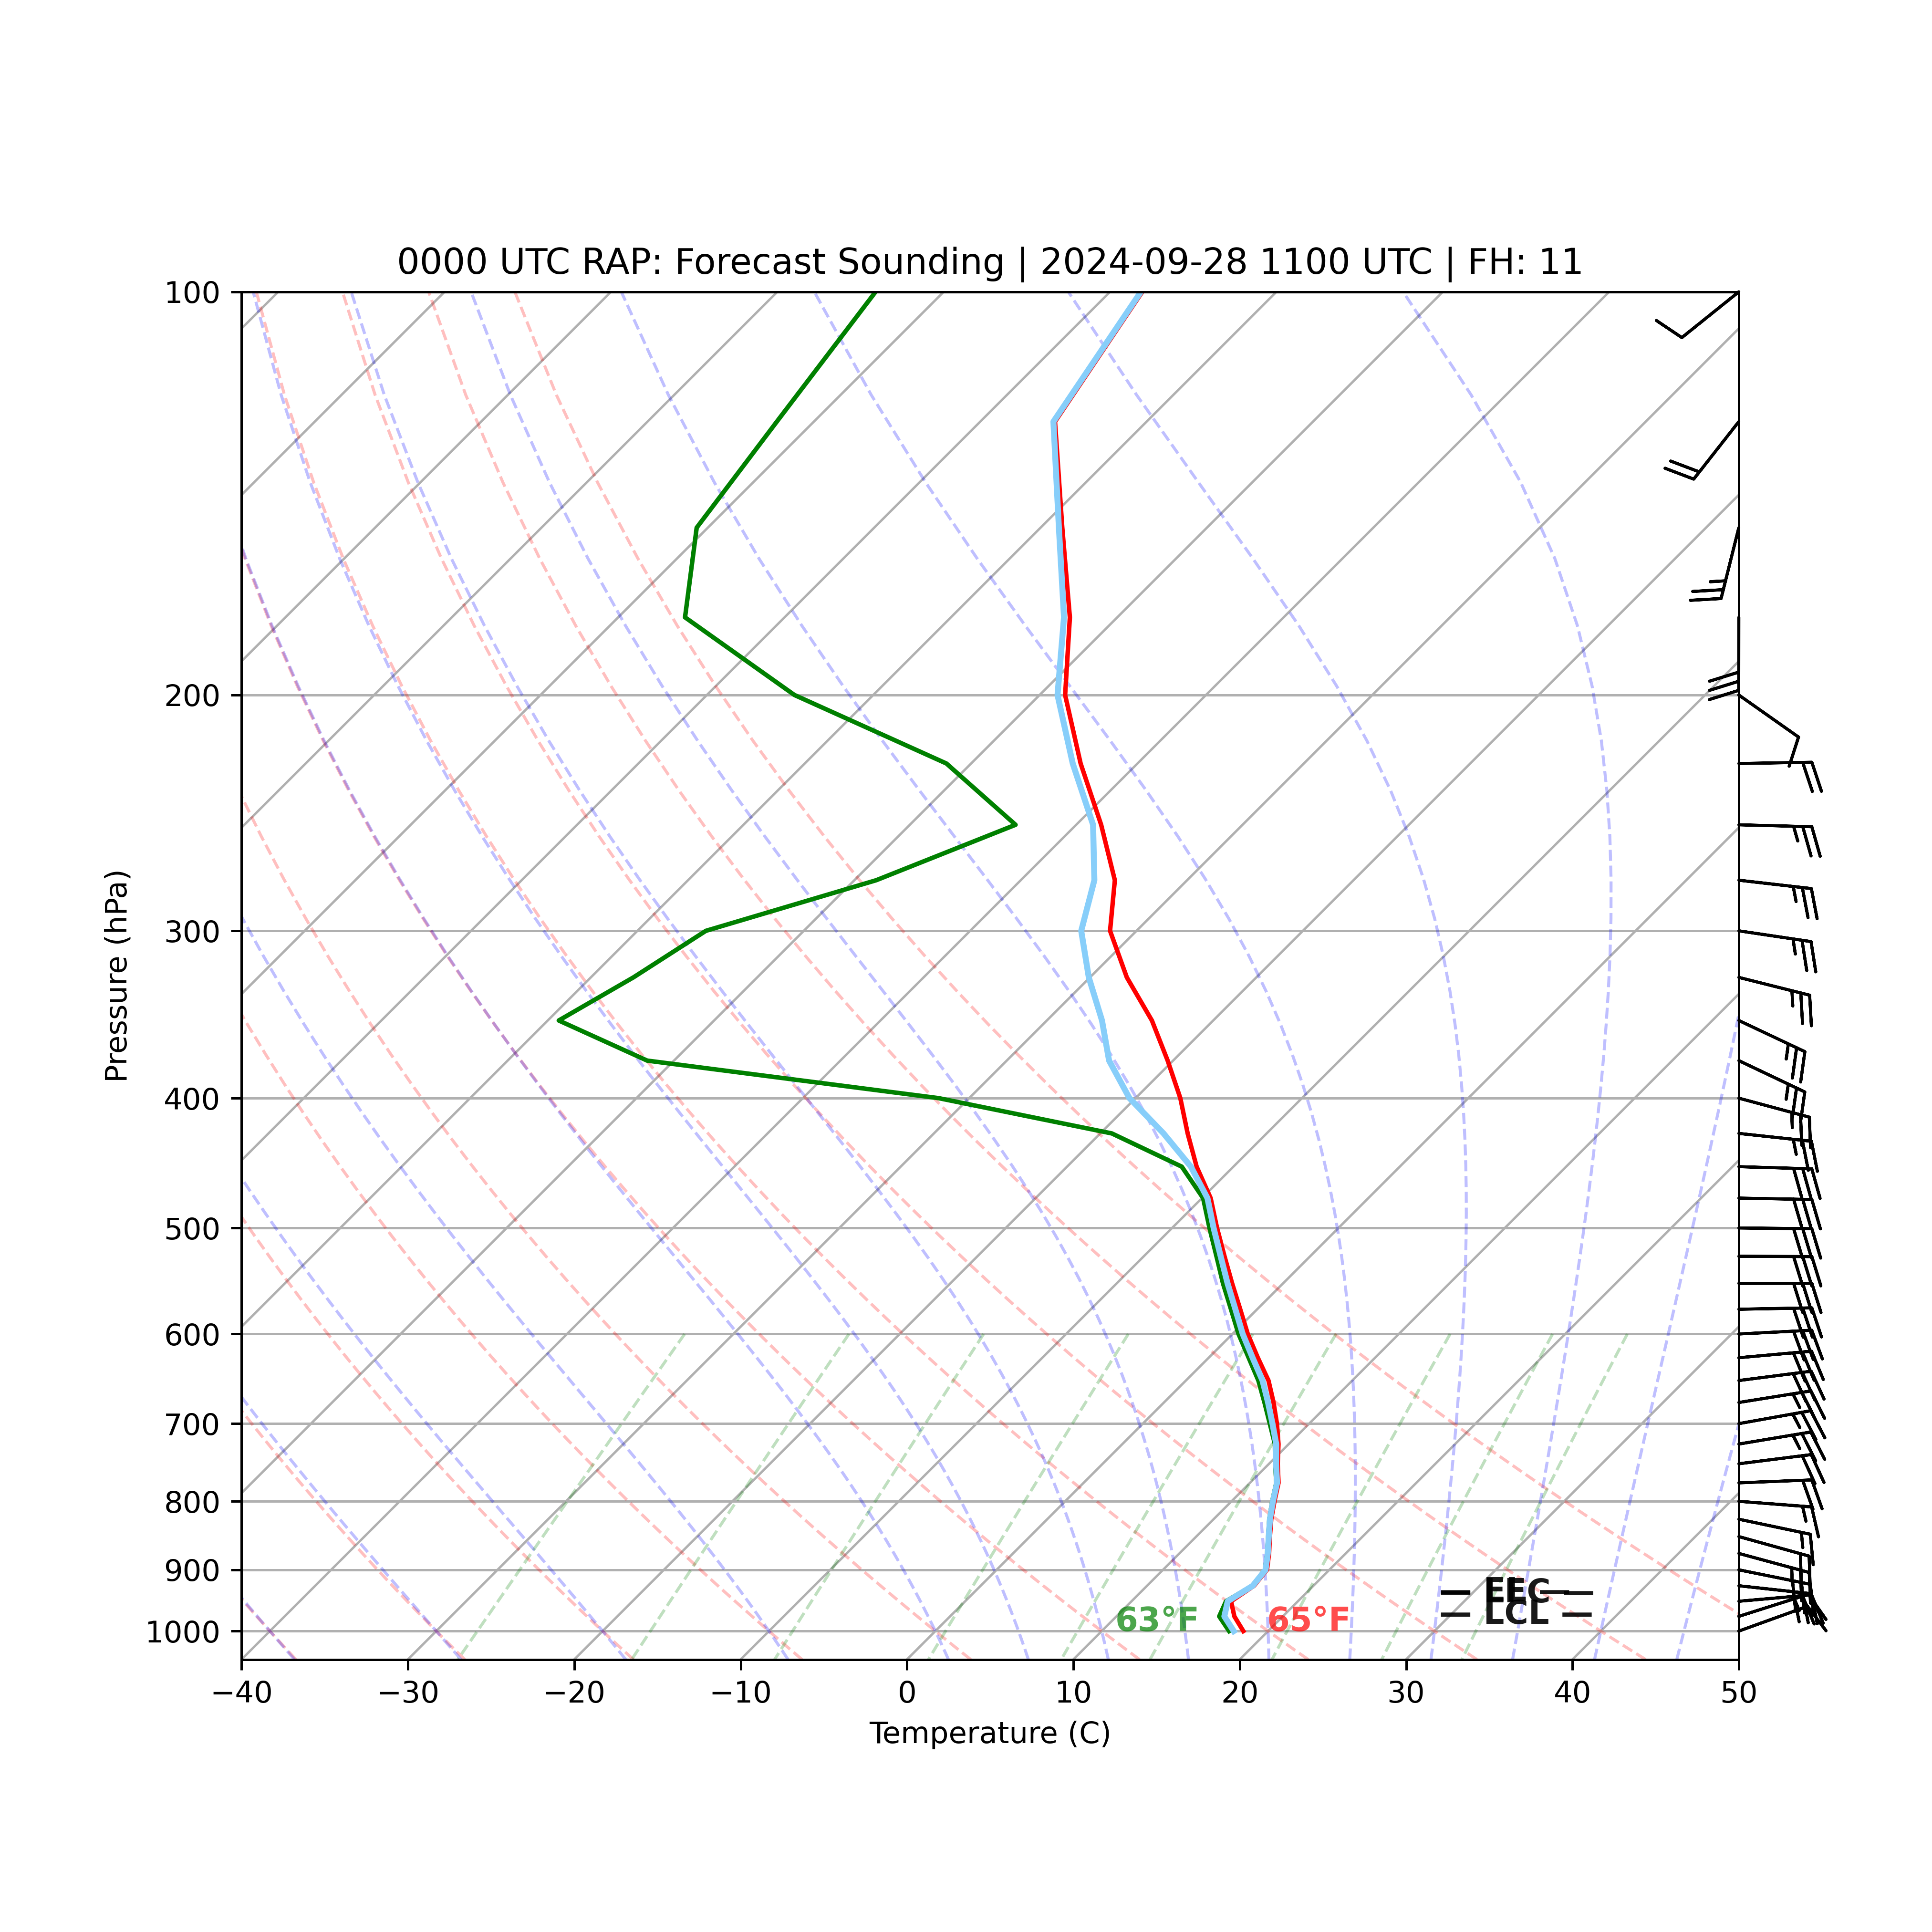 0000 UTC RAP: Forecast Sounding | 2024-09-28 1100 UTC | FH: 11
100
200
300
400
500
600
700
800
900
1000
Pressure (hPa)
63°F
65°F
LCL
−40 −30 −20 −10 0 10 20 30 40 50
Temperature (C)